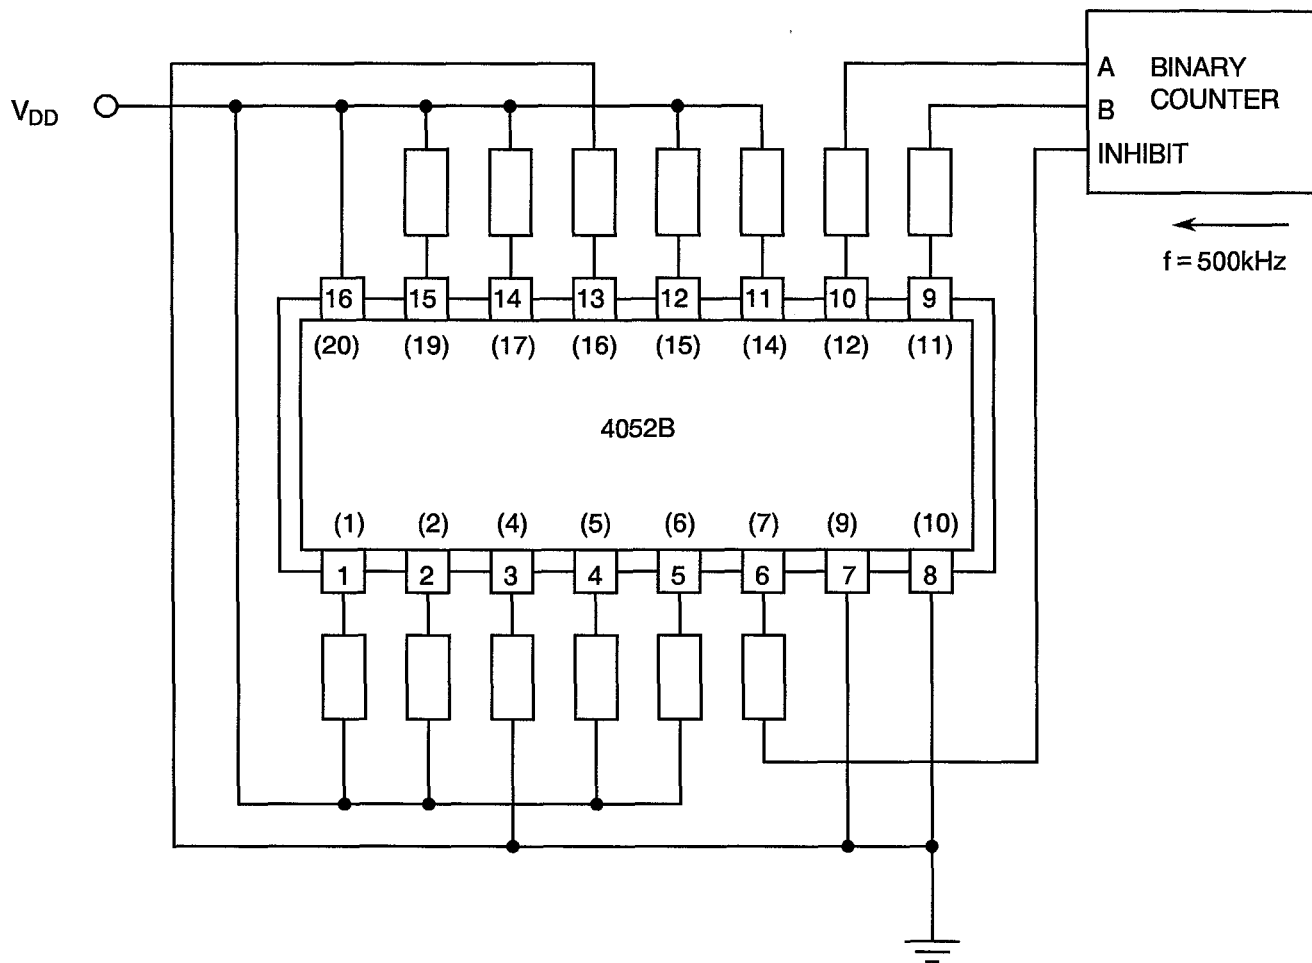 A BINARY
COUNTER
V_DD
B
INHIBIT
f = 500kHz
16 15 14 13 12 11 10 9
(20) (19) (17) (16) (15) (14) (12) (11)
4052B
(1) (2) (4) (5) (6) (7) (9) (10)
1 2 3 4 5 6 7 8